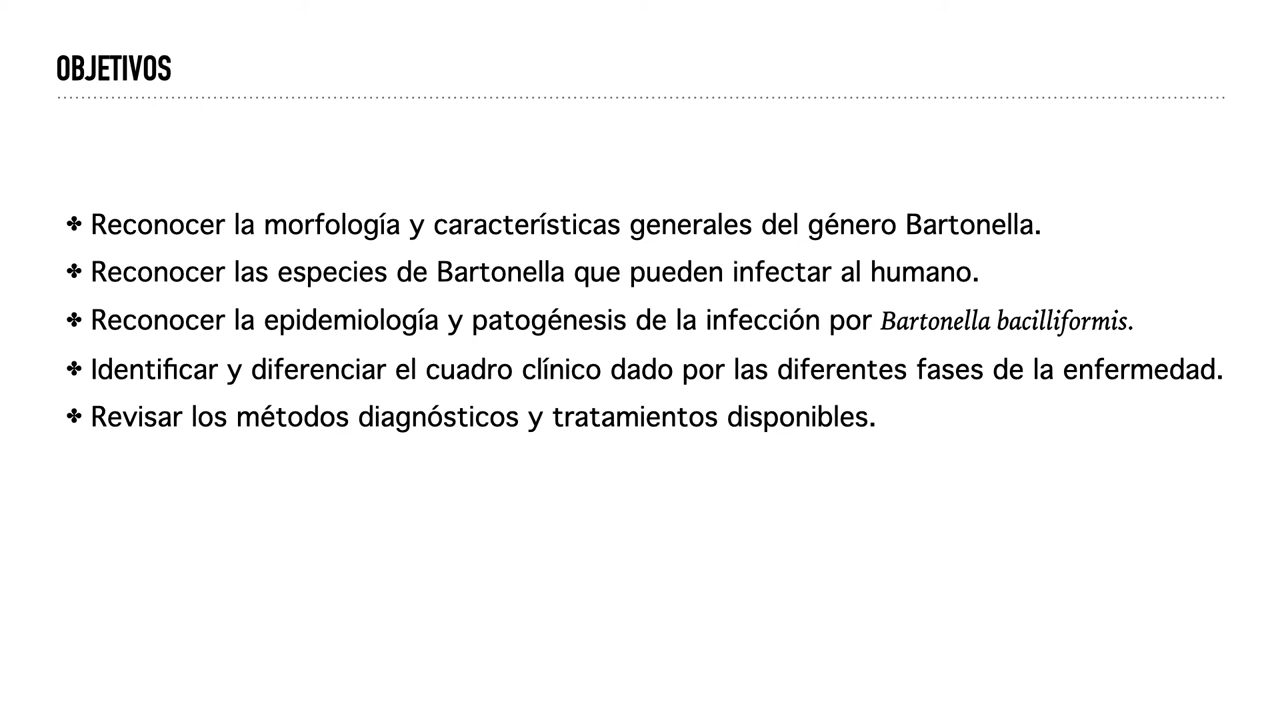 OBJETIVOS
✤ Reconocer la morfología y características generales del género Bartonella.
✤ Reconocer las especies de Bartonella que pueden infectar al humano.
✤ Reconocer la epidemiología y patogénesis de la infección por Bartonella bacilliformis.
✤ Identificar y diferenciar el cuadro clínico dado por las diferentes fases de la enfermedad.
✤ Revisar los métodos diagnósticos y tratamientos disponibles.